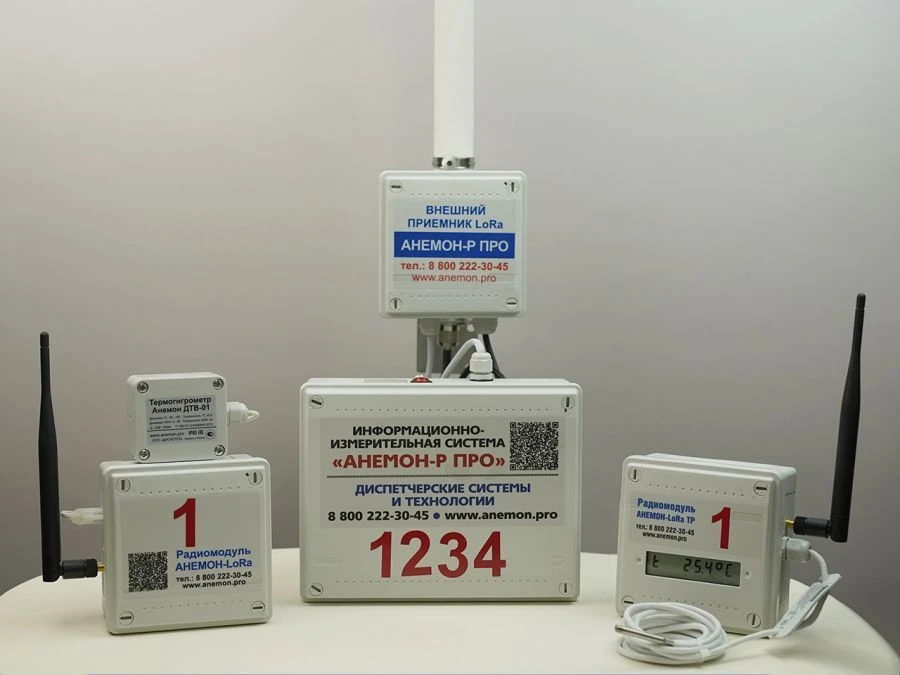 ВНЕШНИЙ
ПРИЕМНИК LoRa
АНЕМОН-Р ПРО
тел.: 8 800 222-30-45
www.anemon.pro
Термогигрометр
Анемон ДТВ-01
www.anemon.pro IP65
1
Радиомодуль
АНЕМОН-LoRa
тел.: 8 800 222-30-45
www.anemon.pro
ИНФОРМАЦИОННО-
ИЗМЕРИТЕЛЬНАЯ СИСТЕМА
«АНЕМОН-Р ПРО»
ДИСПЕТЧЕРСКИЕ СИСТЕМЫ
И ТЕХНОЛОГИИ
8 800 222-30-45 • www.anemon.pro
1234
Радиомодуль
АНЕМОН-LoRa ТР
тел.: 8 800 222-30-45
anemon.pro
1
t 25.4°C